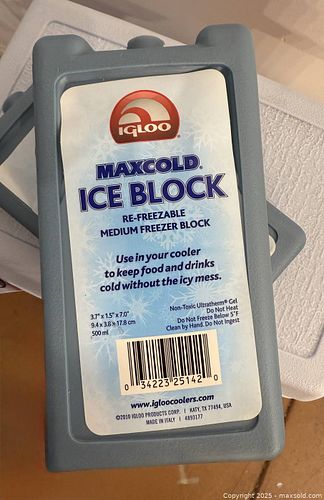 IGLOO
MAXCOLD®
ICE BLOCK
RE-FREEZABLE
MEDIUM FREEZER BLOCK
Use in your cooler
to keep food and drinks
cold without the icy mess.
3.7" x 1.5" x 7.0"
9.4 x 3.8 x 17.8 cm
500 ml
Non-Toxic Ultratherm® Gel
Do Not Heat
Do Not Freeze Below 5°F
Clean by Hand. Do Not Ingest
0 34223 25142 0
www.igloocoolers.com
©2010 IGLOO PRODUCTS CORP. | KATY, TX 77494, USA
MADE IN ITALY | 4893177
Copyright © 2025 - maxsold.com